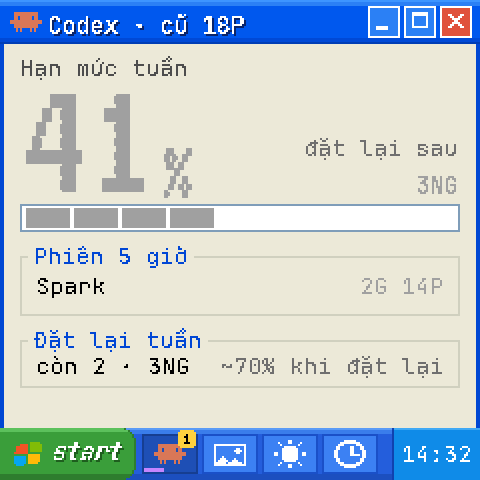 Codex · cũ 18P
Hạn mức tuần
41%
đặt lại sau
3NG
Phiên 5 giờ
Spark 2G 14P
Đặt lại tuần
còn 2 · 3NG ~70% khi đặt lại
start 1 14:32